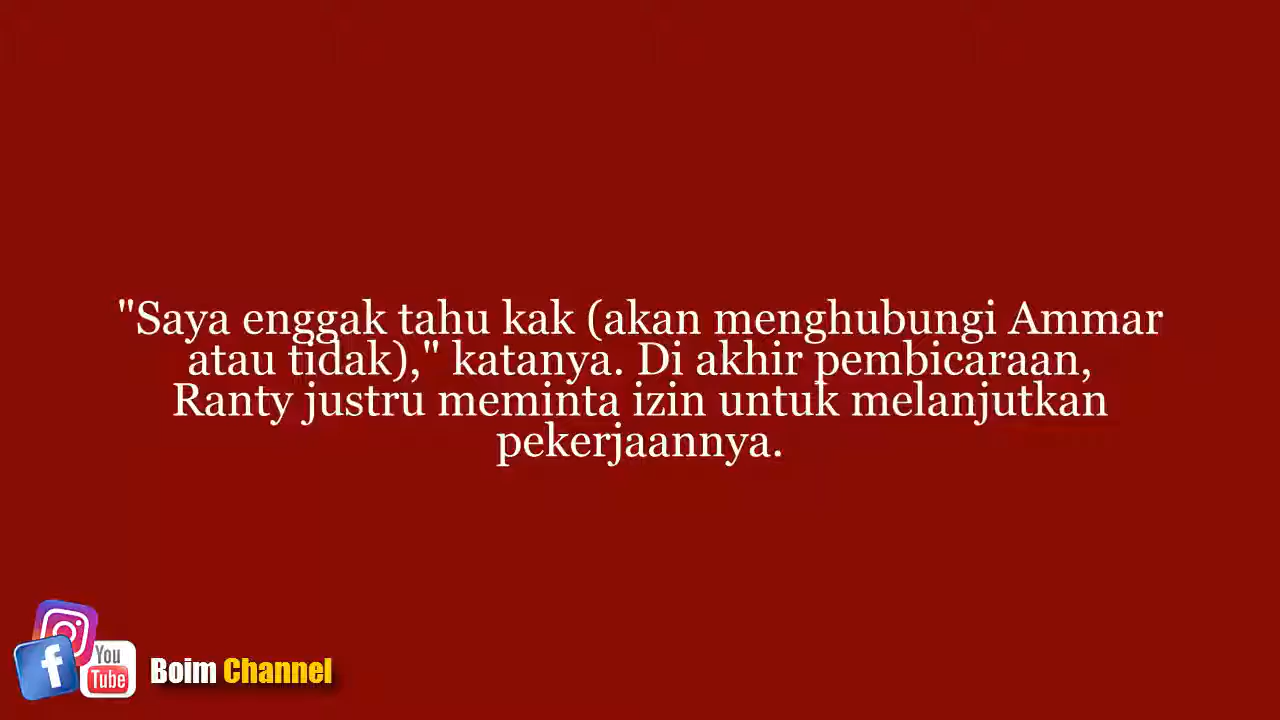 "Saya enggak tahu kak (akan menghubungi Ammar
atau tidak)," katanya. Di akhir pembicaraan,
Ranty justru meminta izin untuk melanjutkan
pekerjaannya.
You
Tube
Boim Channel